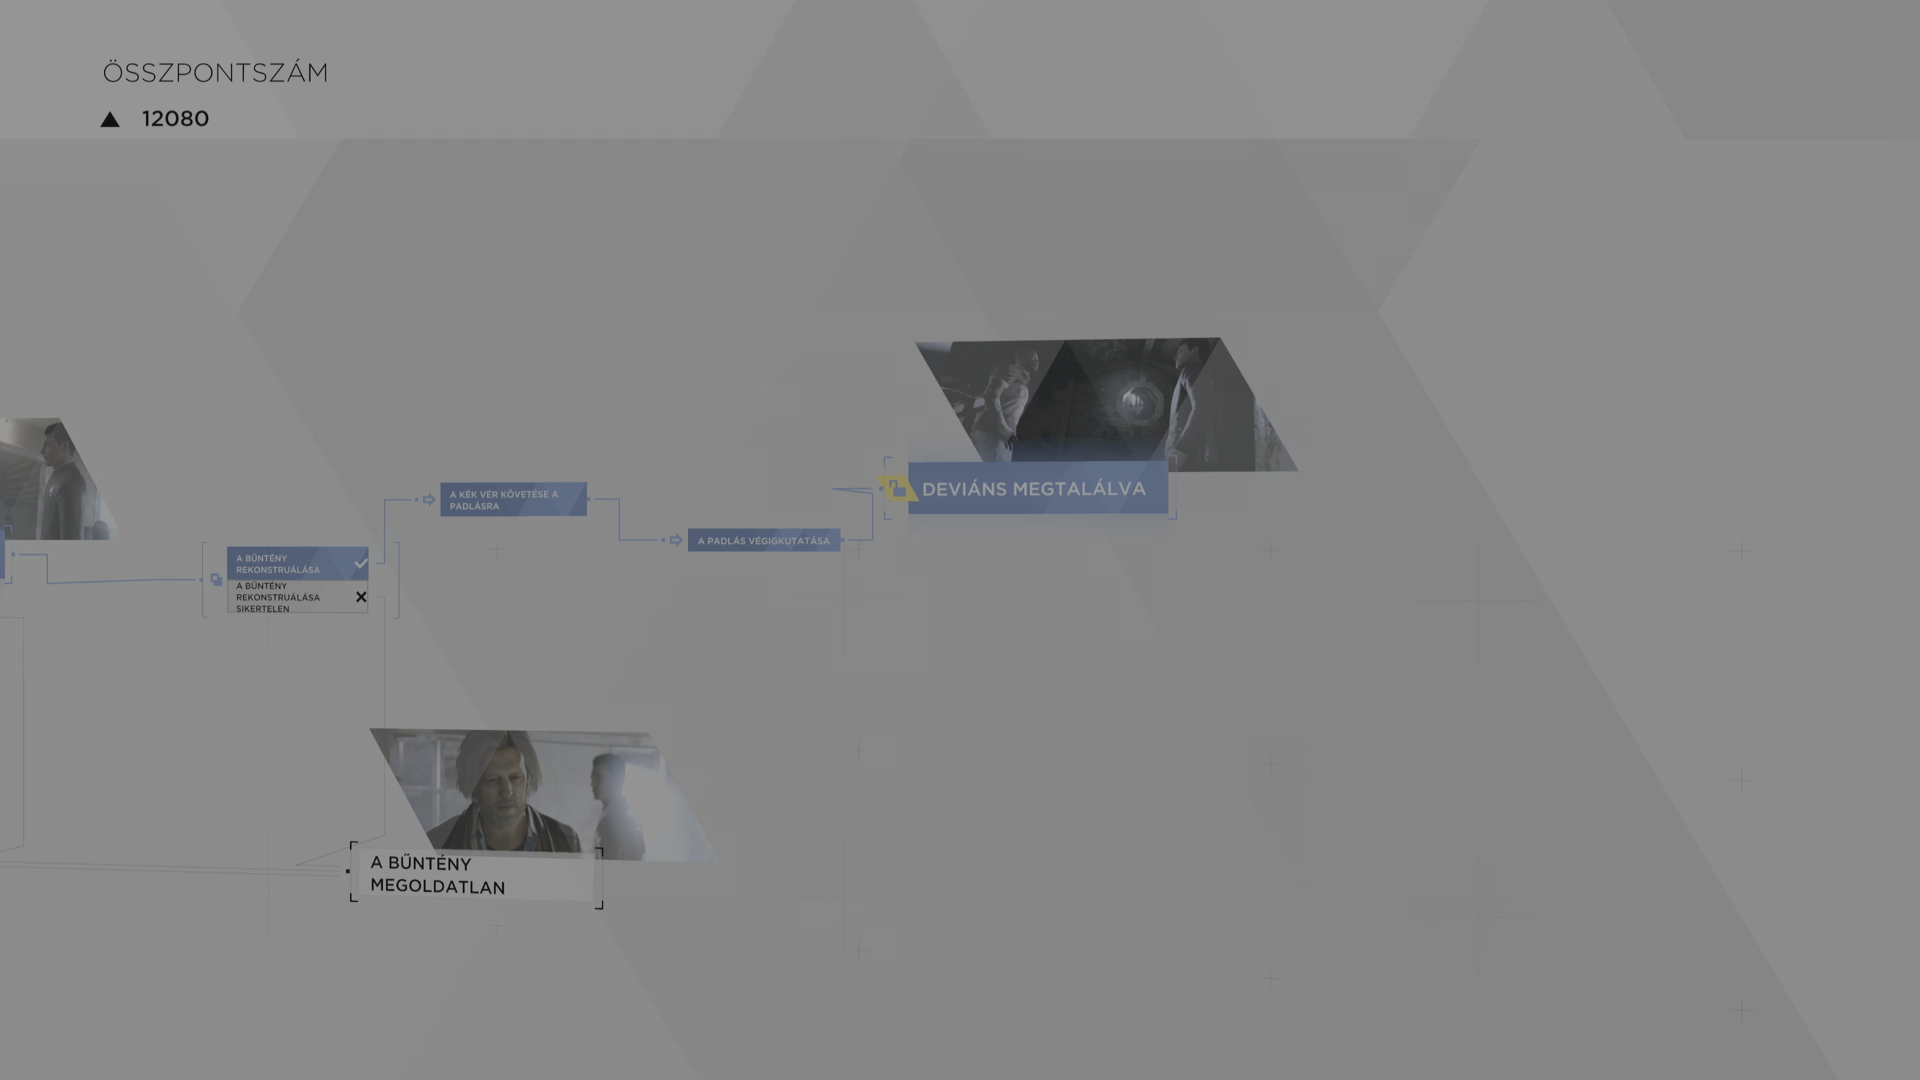 ÖSSZPONTSZÁM
12080
DEVIÁNS MEGTALÁLVA
A KÉK VÉR KÖVETÉSE A
PADLÁSRA
A PADLÁS VÉGIGKUTATÁSA
A BŰNTÉNY
REKONSTRUÁLÁSA
A BŰNTÉNY
REKONSTRUÁLÁSA
SIKERTELEN
A BŰNTÉNY
MEGOLDATLAN